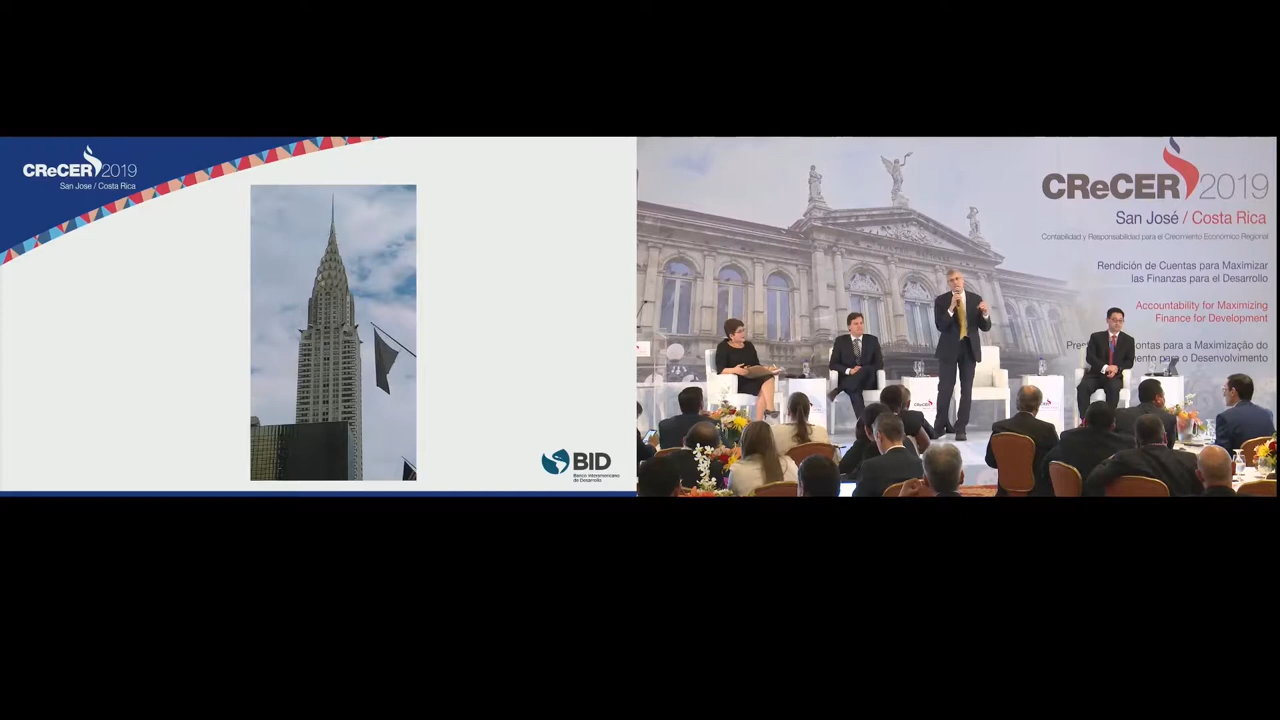 CReCER 2019
San Jose / Costa Rica
BID
Banco Interamericano
de Desarrollo
CReCER 2019
San José / Costa Rica
Contabilidad y Responsabilidad para el Crecimiento Económico Regional
Rendición de Cuentas para Maximizar
las Finanzas para el Desarrollo
Accountability for Maximizing
Finance for Development
contas para a Maximização do
para o Desenvolvimento
CReCER